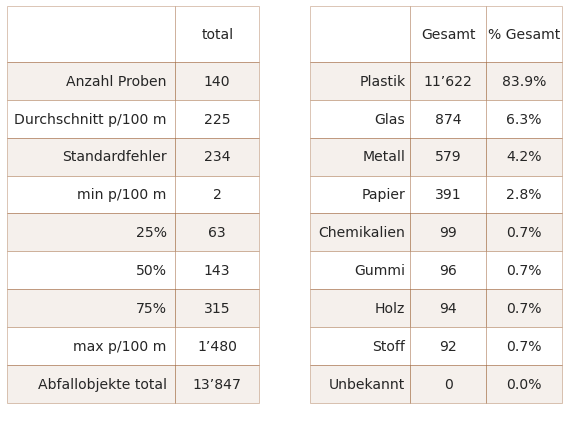 total
Anzahl Proben 140
Durchschnitt p/100 m 225
Standardfehler 234
min p/100 m 2
25% 63
50% 143
75% 315
max p/100 m 1’480
Abfallobjekte total 13’847
Gesamt % Gesamt
Plastik 11’622 83.9%
Glas 874 6.3%
Metall 579 4.2%
Papier 391 2.8%
Chemikalien 99 0.7%
Gummi 96 0.7%
Holz 94 0.7%
Stoff 92 0.7%
Unbekannt 0 0.0%